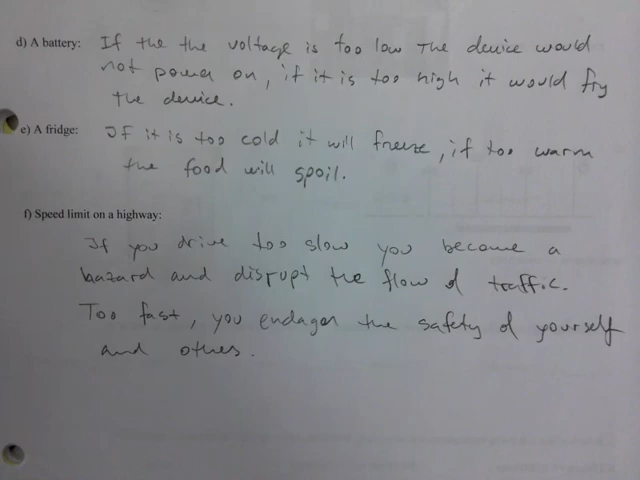 d) A battery: If the the voltage is too low The device would
not power on, if it is too high it would fry
the device.
e) A fridge: If it is too cold it will freeze, if too warm
the food will spoil.
f) Speed limit on a highway:
If you drive too slow you become a
hazard and disrupt the flow of traffic.
Too fast, you endager the safety of yourself
and others.